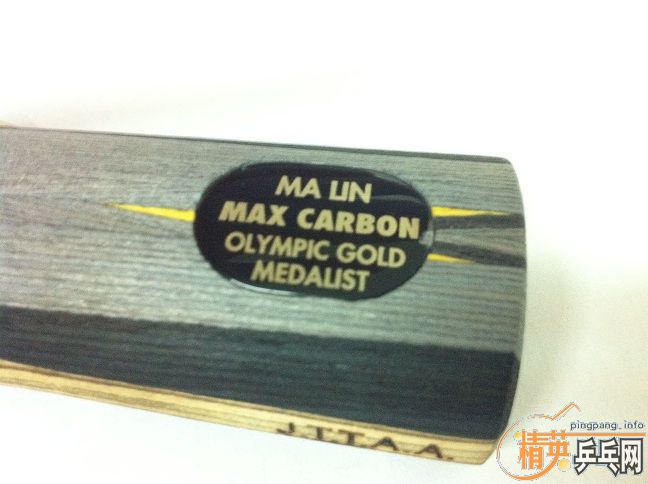 MA LIN
MAX CARBON
OLYMPIC GOLD
MEDALIST
J.T.T.A.A.
pingpang.info
精英乒乓网